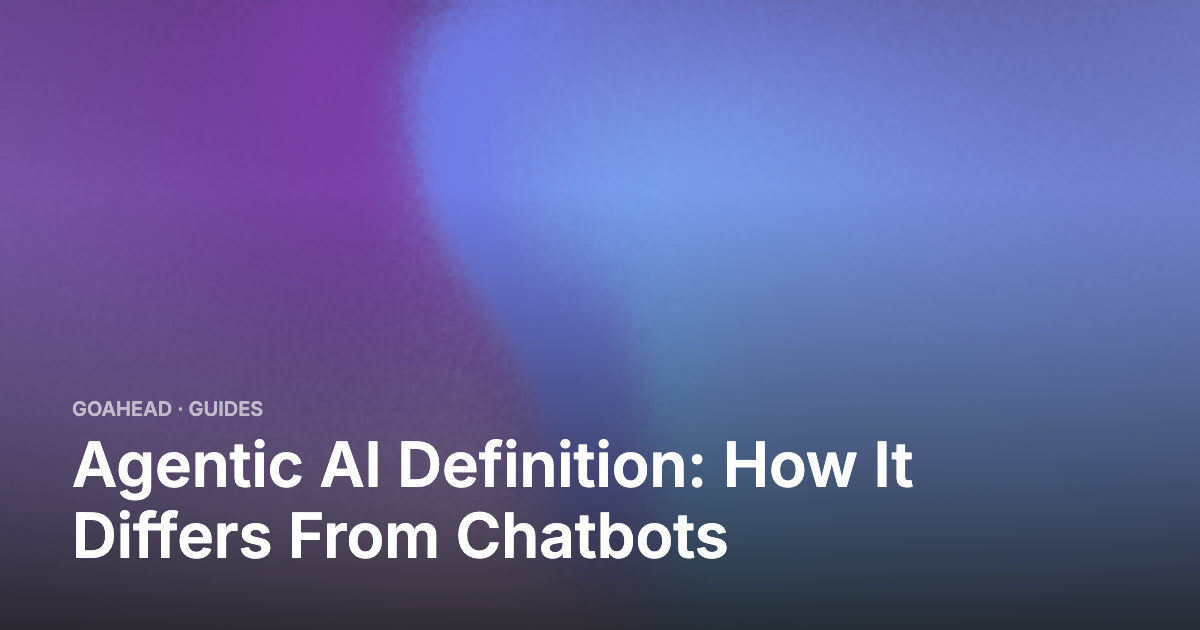 GOAHEAD · GUIDES
Agentic AI Definition: How It
Differs From Chatbots